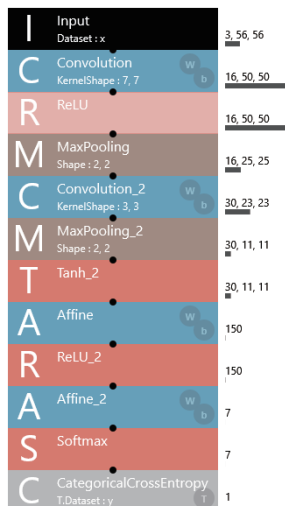 I Input 3, 56, 56
Dataset : x
C Convolution W b 16, 50, 50
KernelShape : 7, 7
R ReLU 16, 50, 50
M MaxPooling 16, 25, 25
Shape : 2, 2
C Convolution_2 W b 30, 23, 23
KernelShape : 3, 3
M MaxPooling_2 30, 11, 11
Shape : 2, 2
T Tanh_2 30, 11, 11
A Affine W b 150
R ReLU_2 150
A Affine_2 W b 7
S Softmax 7
C CategoricalCrossEntropy 1
T.Dataset : y T